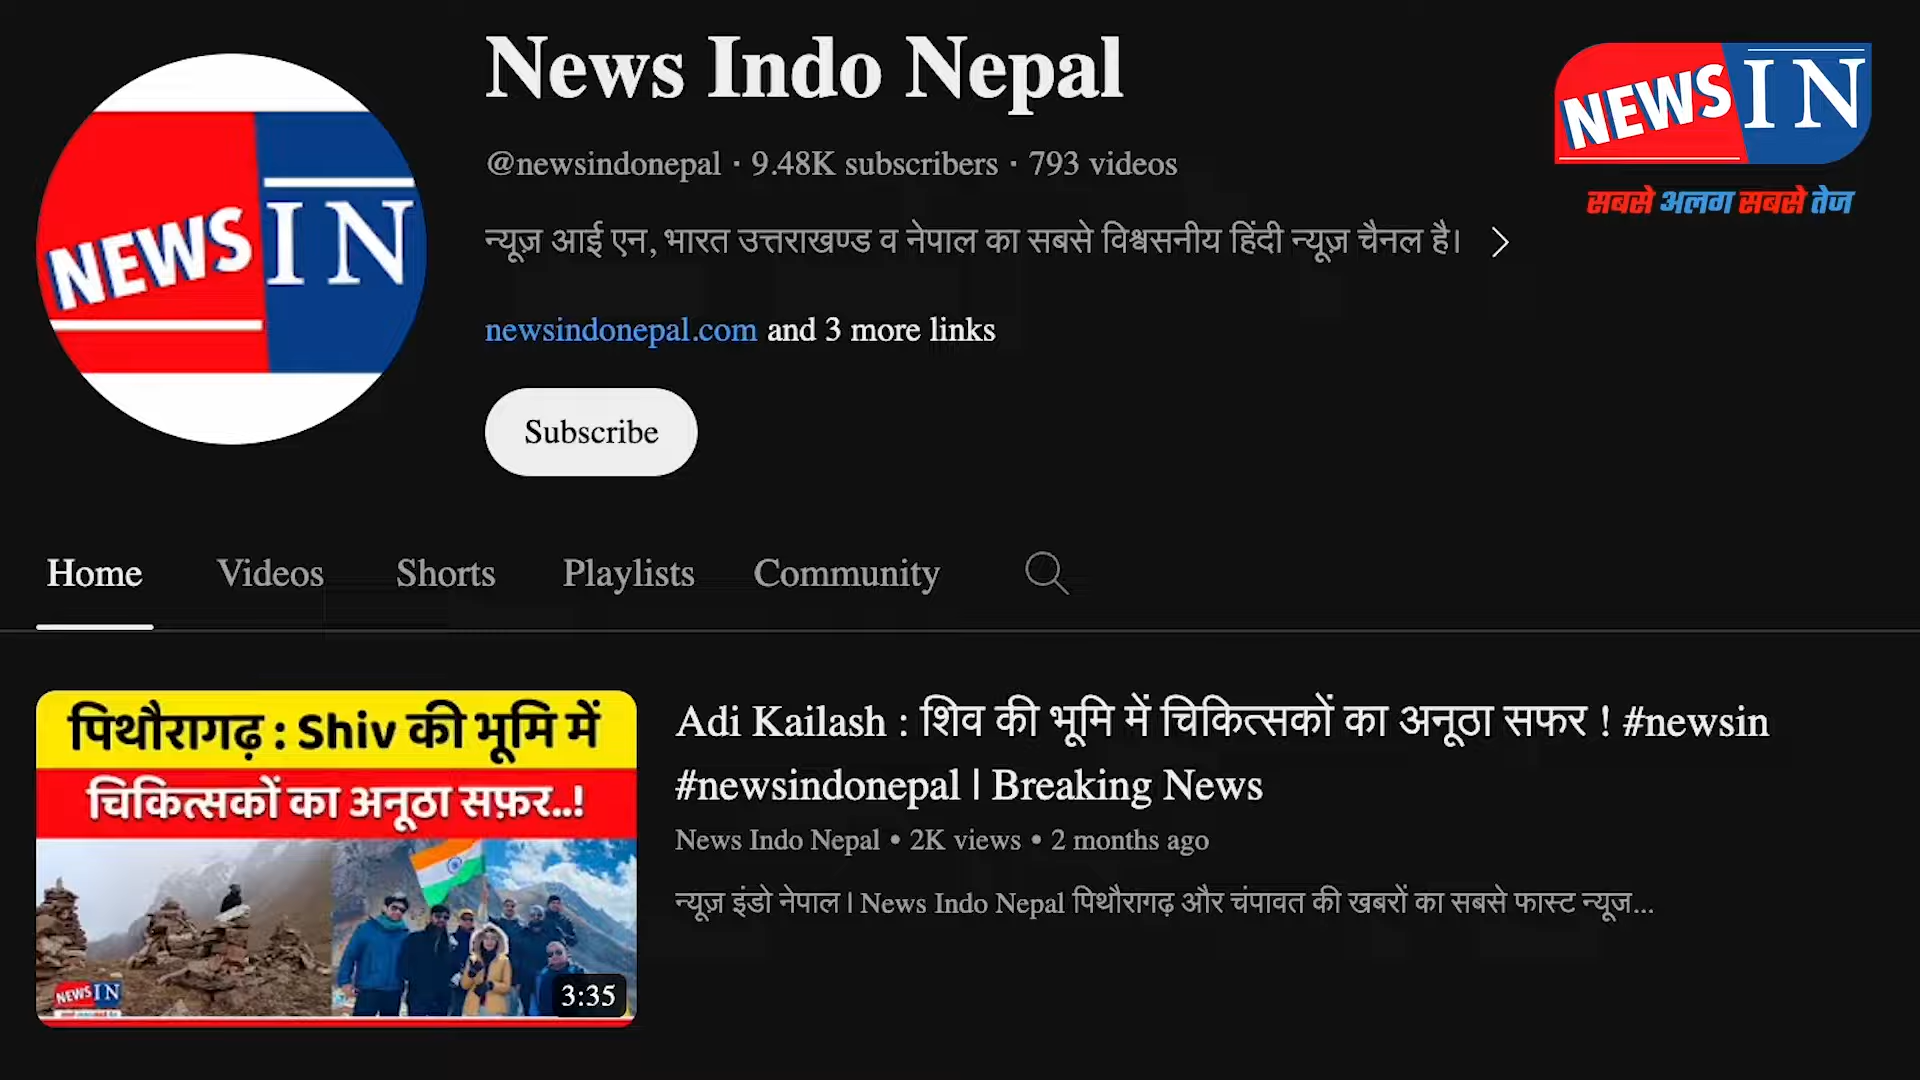 News Indo Nepal
@newsindonepal · 9.48K subscribers · 793 videos
न्यूज़ आई एन, भारत उत्तराखण्ड व नेपाल का सबसे विश्वसनीय हिंदी न्यूज़ चैनल है।
newsindonepal.com and 3 more links
Subscribe
NEWS IN
NEWS IN
सबसे अलग सबसे तेज
Home Videos Shorts Playlists Community
पिथौरागढ़ : Shiv की भूमि में
चिकित्सकों का अनूठा सफ़र..!
NEWS IN
3:35
Adi Kailash : शिव की भूमि में चिकित्सकों का अनूठा सफर ! #newsin
#newsindonepal | Breaking News
News Indo Nepal • 2K views • 2 months ago
न्यूज़ इंडो नेपाल | News Indo Nepal पिथौरागढ़ और चंपावत की खबरों का सबसे फास्ट न्यूज...